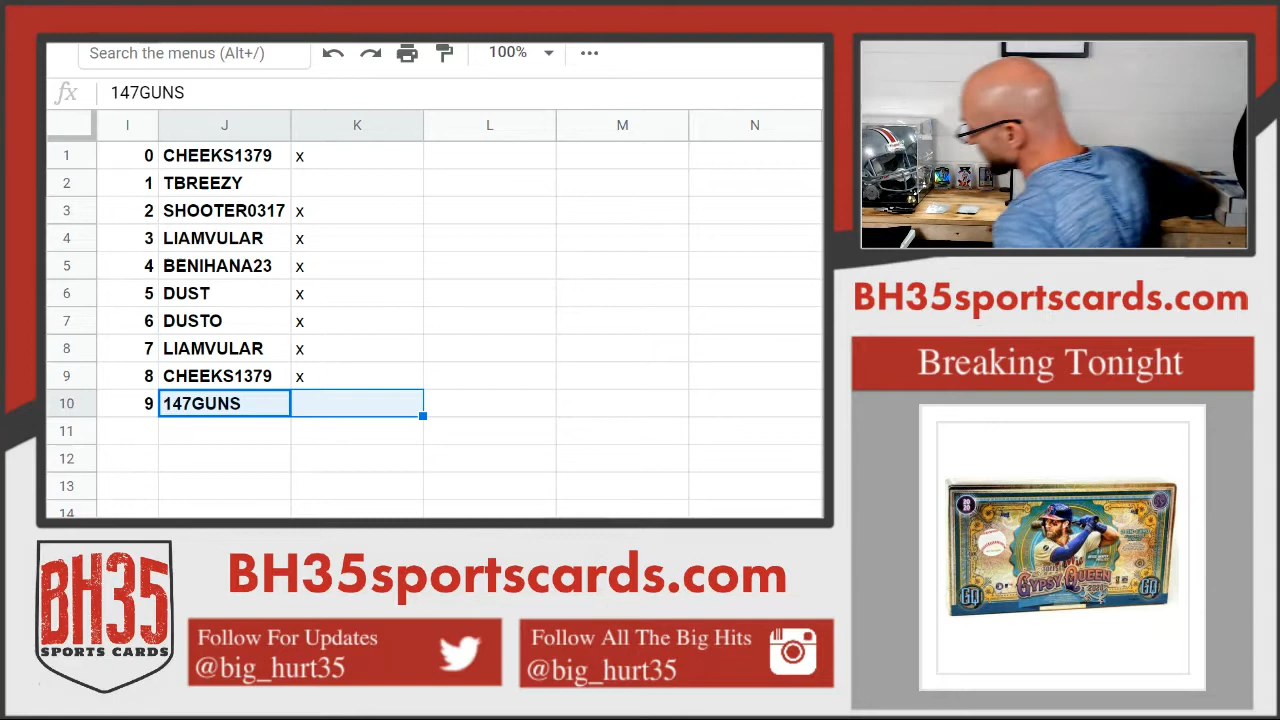 Search the menus (Alt+/)
100%
fx 147GUNS
I J K L M N
1 0 CHEEKS1379 x
2 1 TBREEZY
3 2 SHOOTER0317 x
4 3 LIAMVULAR x
5 4 BENIHANA23 x
6 5 DUST x
7 6 DUSTO x
8 7 LIAMVULAR x
9 8 CHEEKS1379 x
10 9 147GUNS
11
12
13
14
BH35sportscards.com
Breaking Tonight
GYPSY QUEEN
GQ GQ
BH35
SPORTS CARDS
BH35sportscards.com
Follow For Updates
@big_hurt35
Follow All The Big Hits
@big_hurt35